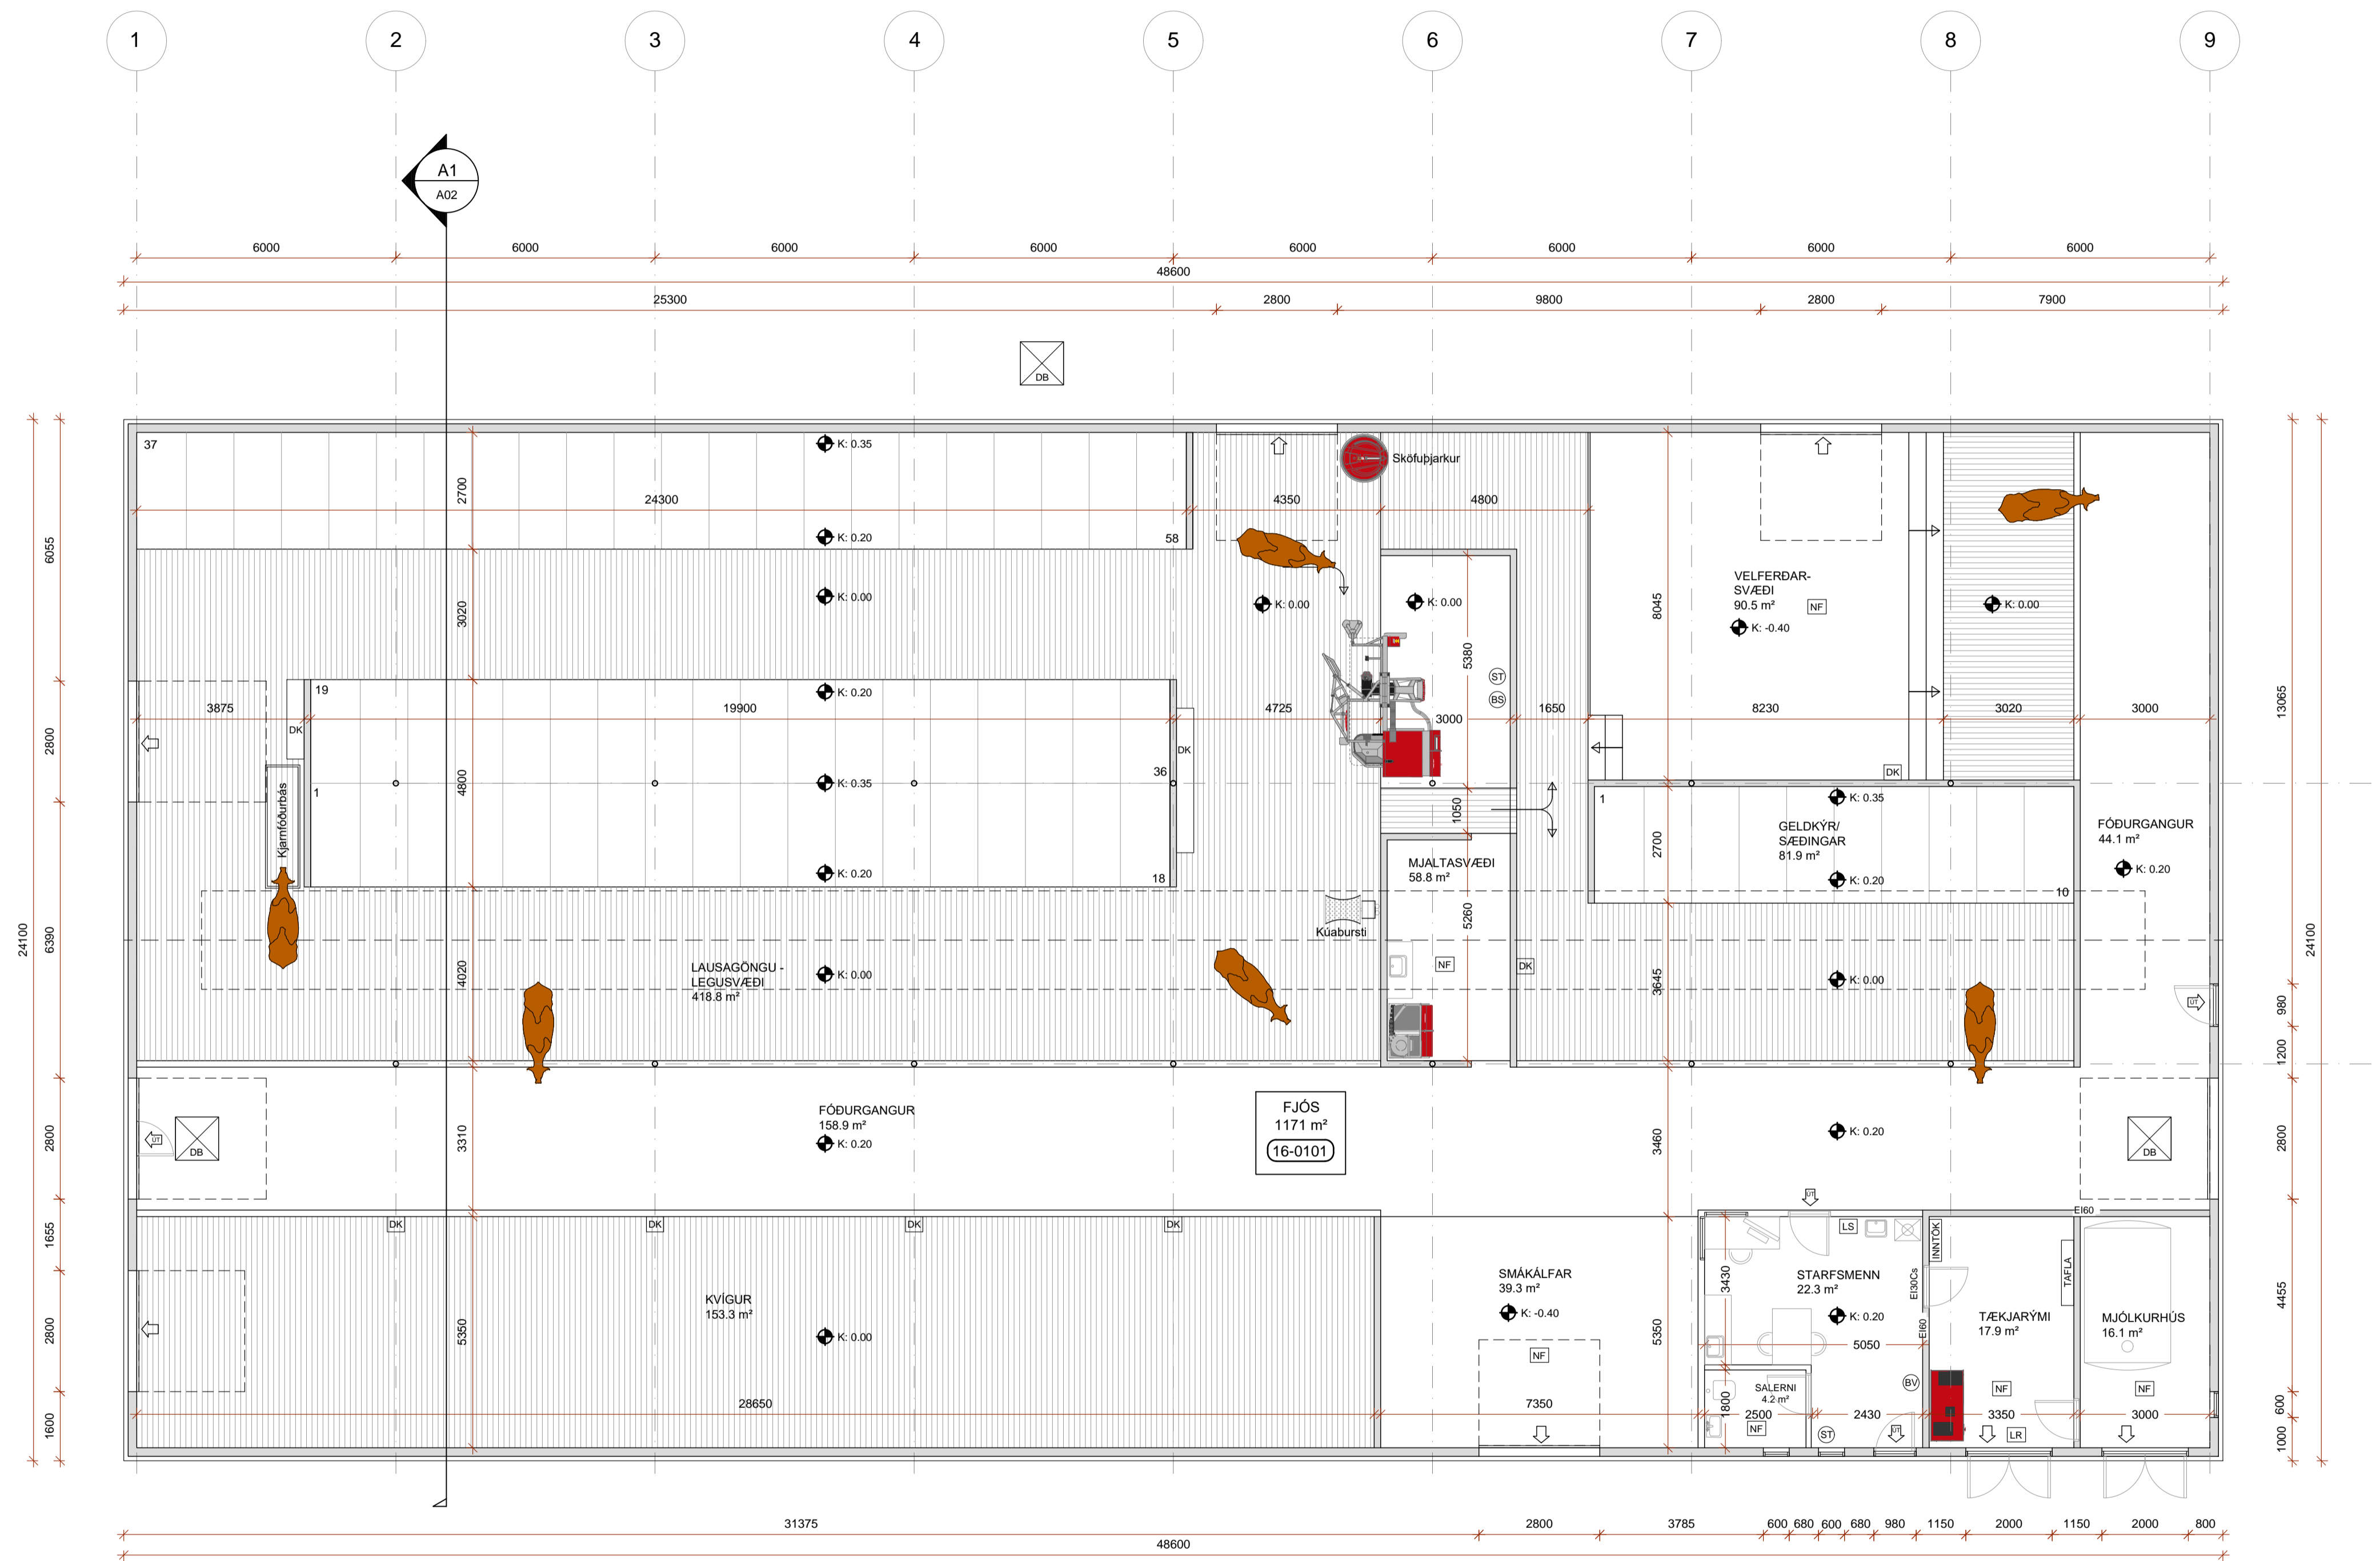 1 2 3 4 5 6 7 8 9
A1
A02
6000 6000 6000 6000 6000 6000 6000 6000
48600
25300 2800 9800 2800 7900
DB
37
K: 0.35
Sköfuþjarkur
2700
24300
4350
4800
K: 0.20
58
6055
3020
K: 0.00
K: 0.00
K: 0.00
8045
VELFERÐAR-
SVÆÐI
90.5 m²
NF
K: -0.40
K: 0.00
5380
ST
BS
19
K: 0.20
36
3875
19900
4725
3000
1650
8230
3020
3000
13065
DK
DK
2800
4800
K: 0.35
DK
Kjarnfóðurbás
1
1050
1
K: 0.35
GELDKÝR/
SÆÐINGAR
81.9 m²
2700
FÓÐURGANGUR
44.1 m²
K: 0.20
MJALTASVÆÐI
58.8 m²
K: 0.20
18
K: 0.20
10
5260
Kúabursti
24100
6390
4020
LAUSAGÖNGU -
LEGUSVÆÐI
418.8 m²
K: 0.00
NF
DK
3645
K: 0.00
24100
980
ÚT
1200
FÓÐURGANGUR
158.9 m²
K: 0.20
FJÓS
1171 m²
16-0101
2800
ÚT
DB
3310
3460
K: 0.20
DB
2800
ÚT
EI60
1655
DK
DK
DK
DK
LS
INNTÖK
TAFLA
3430
EI30Cs
KVÍGUR
153.3 m²
K: 0.00
SMÁKÁLFAR
39.3 m²
K: -0.40
STARFSMENN
22.3 m²
K: 0.20
TÆKJARÝMI
17.9 m²
MJÓLKURHÚS
16.1 m²
4455
2800
5350
5350
EI60
5050
NF
BV
SALERNI
4.2 m²
1800
NF
NF
NF
28650
7350
2500
2430
3350
3000
600
1600
ST
ÚT
LR
1000
31375 2800 3785 600 680 600 680 980 1150 2000 1150 2000 800
48600